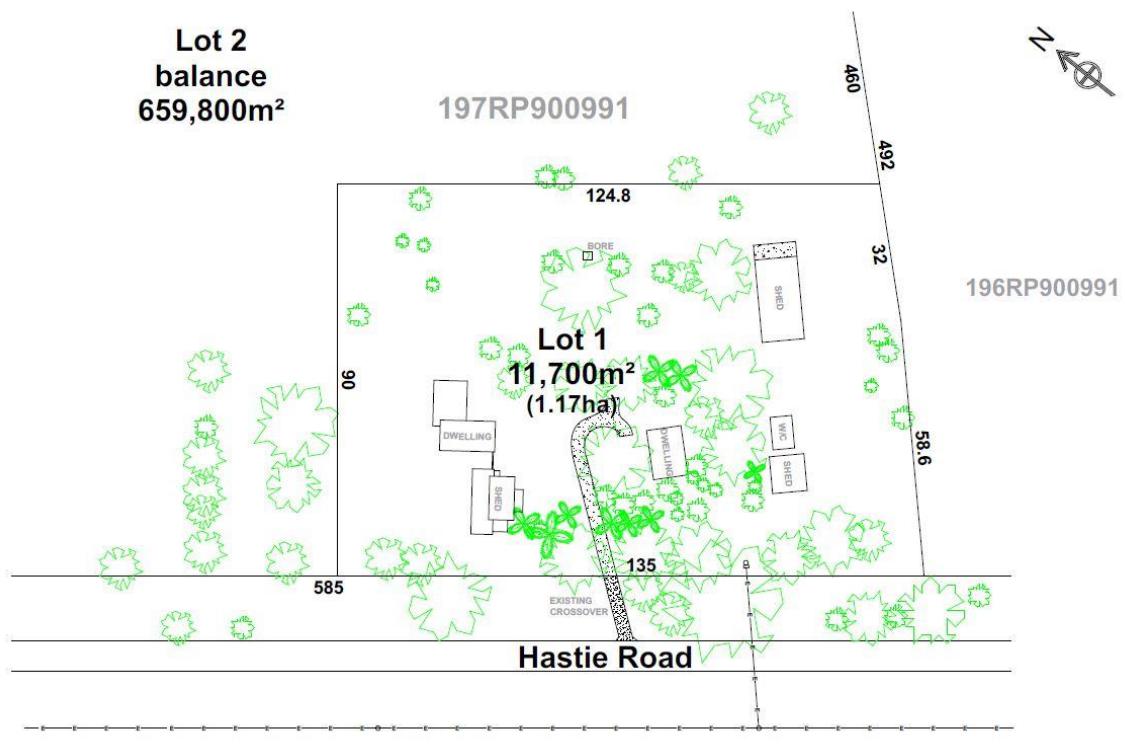 Lot 2
balance
659,800m²
197RP900991
N
460
492
124.8
32
BORE
SHED
196RP900991
Lot 1
11,700m²
(1.17ha)
90
DWELLING
DWELLING
W/C
58.6
SHED
SHED
135
585
EXISTING
CROSSOVER
Hastie Road